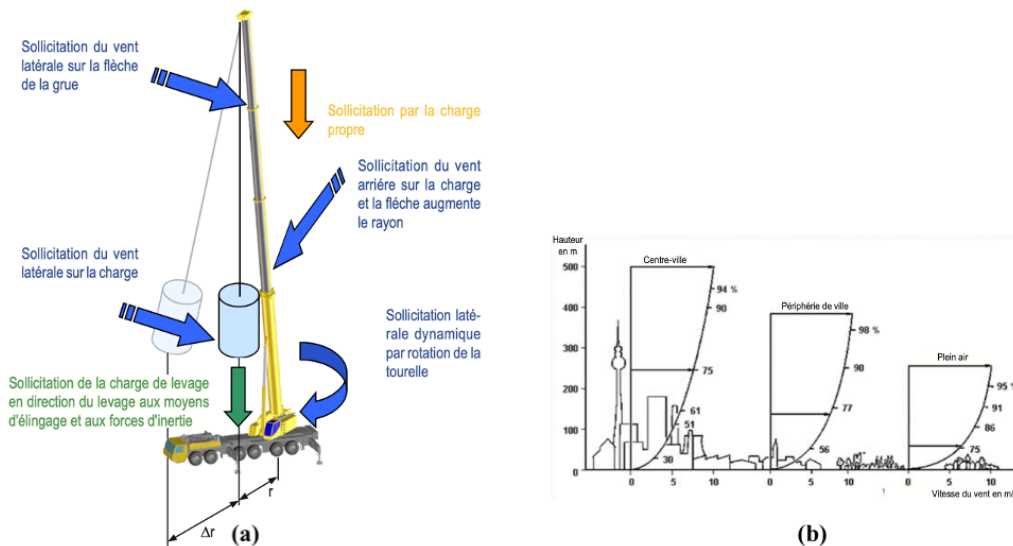 Sollicitation du vent
latérale sur la flèche
de la grue
Sollicitation par la charge
propre
Sollicitation du vent
arriére sur la charge
et la fléche augmente
le rayon
Sollicitation du vent
latérale sur la charge
Sollicitation laté-
rale dynamique
par rotation de la
tourelle
Sollicitation de la charge de levage
en direction du levage aux moyens
d'élingage et aux forces d'inertie
r
Δr
(a)
Hauteur
en m
500
400
300
200
100
0
Centre-ville
94 %
90
75
61
51
30
0 5 10
Périphèrie de ville
98 %
90
77
56
0 5 10
Plein air
95 %
91
86
75
0 5 10
Vitesse du vent en m/
(b)